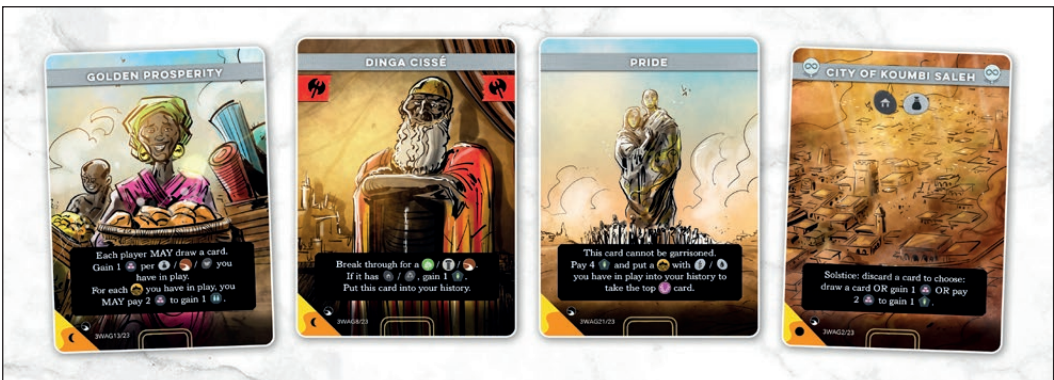 GOLDEN PROSPERITY
Each player MAY draw a card.
Gain 1 per / / you
have in play.
For each you have in play, you
MAY pay 2 to gain 1 .
3WAG13/23
DINGA CISSÉ
Break through for a / .
If it has / , gain 1 .
Put this card into your history.
3WAG8/23
PRIDE
This card cannot be garrisoned.
Pay 4 and put a with /
you have in play into your history to
take the top card.
3WAG21/23
CITY OF KOUMBI SALEH
Solstice: discard a card to choose:
draw a card OR gain 1 OR pay
2 to gain 1 .
3WAG2/23